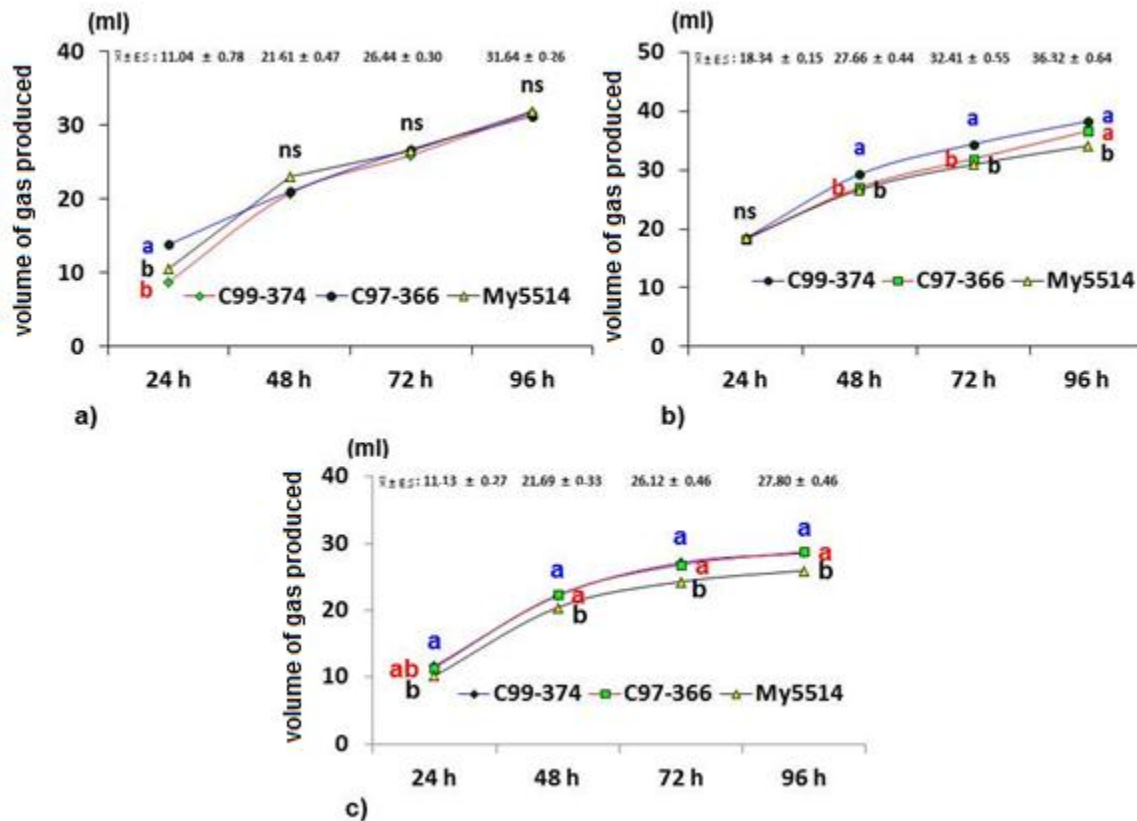 (ml)
40
x̄±ES: 11.04 ± 0.78 21.61 ± 0.47 26.44 ± 0.30 31.64 ± 0.26
ns
ns
ns
30
20
a
b
b
10
C99-374 C97-366 My5514
0
24 h 48 h 72 h 96 h
volume of gas produced
a)
(ml)
50
x̄±ES: 18.34 ± 0.15 27.66 ± 0.44 32.41 ± 0.55 36.32 ± 0.64
40
a a a
a
b b b
30
b b
ns
20
10
C99-374 C97-366 My5514
0
24 h 48 h 72 h 96 h
volume of gas produced
b)
(ml)
40
x̄±ES: 11.13 ± 0.27 21.69 ± 0.33 26.12 ± 0.46 27.80 ± 0.46
a a a a
30
a a a
b b b
20
ab
b
10
C99-374 C97-366 My5514
0
24 h 48 h 72 h 96 h
volume of gas produced
c)